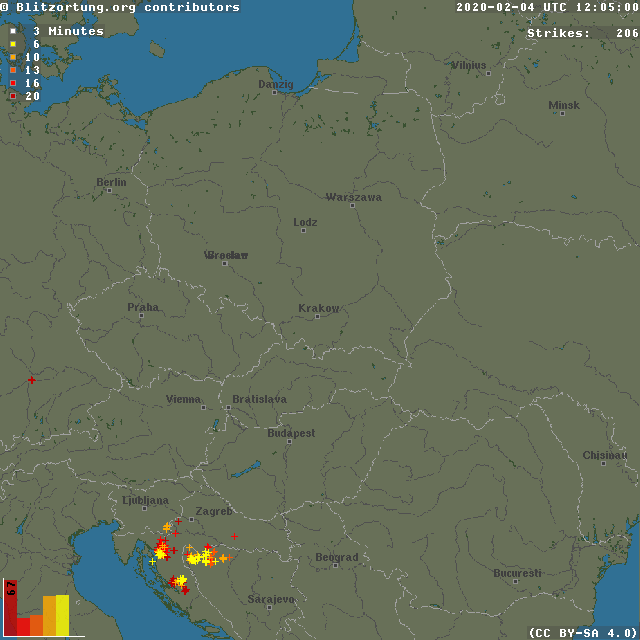 © Blitzortung.org contributors
2020-02-04 UTC 12:05:00
3 Minutes
Strikes: 206
6
10
13
16
20
Vilnius
Danzig
Minsk
Berlin
Warszawa
Lodz
Praha
Krakow
Vienna
Bratislava
Budapest
Chisinau
Ljubljana
Zagreb
Beograd
Bucuresti
Sarajevo
67
(CC BY-SA 4.0)